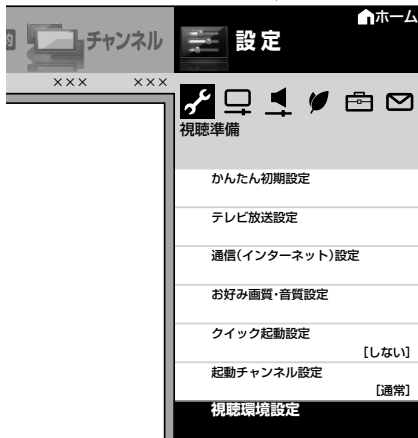 ホーム
チャンネル
設定
××× ×××
視聴準備
かんたん初期設定
テレビ放送設定
通信(インターネット)設定
お好み画質・音質設定
クイック起動設定
[しない]
起動チャンネル設定
[通常]
視聴環境設定